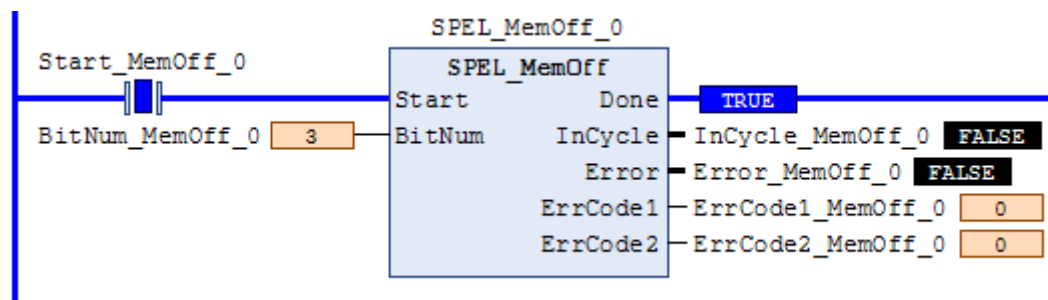 SPEL_MemOff_0
Start_MemOff_0
SPEL_MemOff
Start Done TRUE
BitNum_MemOff_0 3 BitNum InCycle InCycle_MemOff_0 FALSE
Error Error_MemOff_0 FALSE
ErrCode1 ErrCode1_MemOff_0 0
ErrCode2 ErrCode2_MemOff_0 0